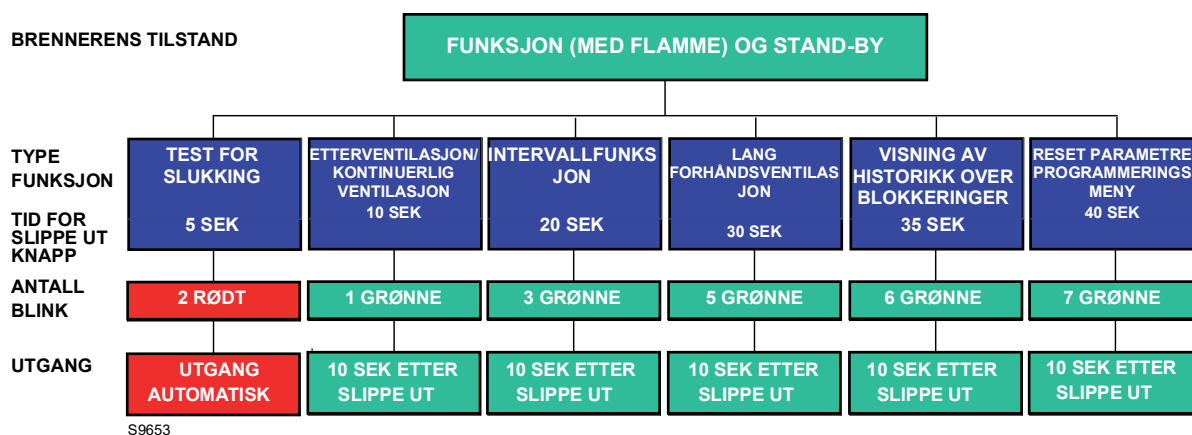 BRENNERENS TILSTAND
FUNKSJON (MED FLAMME) OG STAND-BY
TYPE
FUNKSJON
TID FOR
SLIPPE UT
KNAPP
TEST FOR
SLUKKING
5 SEK
ETTERVENTILASJON/
KONTINUERLIG
VENTILASJON
10 SEK
INTERVALLFUNKS
JON
20 SEK
LANG
FORHÅNDSVENTILAS
JON
30 SEK
VISNING AV
HISTORIKK OVER
BLOKKERINGER
35 SEK
RESET PARAMETRE
PROGRAMMERINGS
MENY
40 SEK
ANTALL
BLINK
2 RØDT
1 GRØNNE
3 GRØNNE
5 GRØNNE
6 GRØNNE
7 GRØNNE
UTGANG
UTGANG
AUTOMATISK
10 SEK ETTER
SLIPPE UT
10 SEK ETTER
SLIPPE UT
10 SEK ETTER
SLIPPE UT
10 SEK ETTER
SLIPPE UT
10 SEK ETTER
SLIPPE UT
S9653